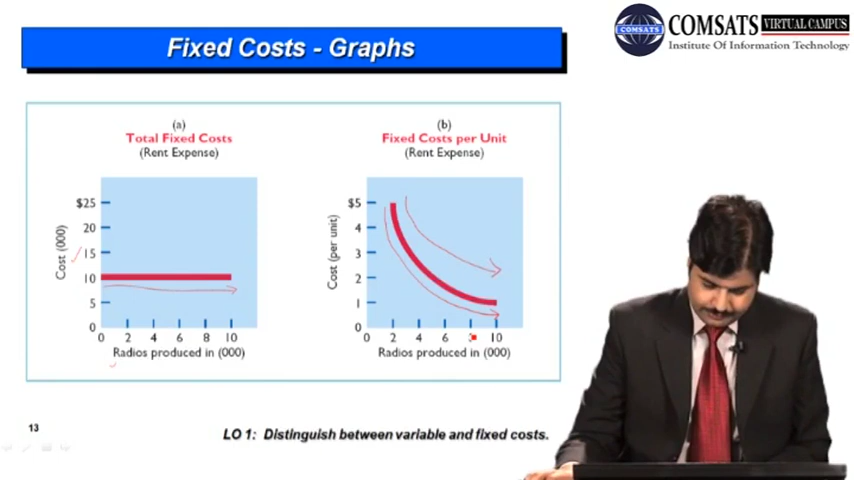 Fixed Costs - Graphs
COMSATS
COMSATS VIRTUAL CAMPUS
Institute Of Information Technology
(a)
Total Fixed Costs
(Rent Expense)
$25
20
15
10
5
0
Cost (000)
0 2 4 6 8 10
Radios produced in (000)
(b)
Fixed Costs per Unit
(Rent Expense)
$5
4
3
2
1
0
Cost (per unit)
0 2 4 6 10
Radios produced in (000)
13
LO 1: Distinguish between variable and fixed costs.